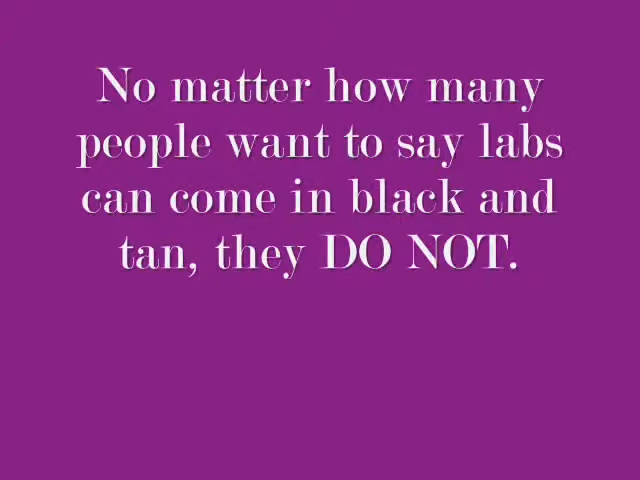 No matter how many
people want to say labs
can come in black and
tan, they DO NOT.